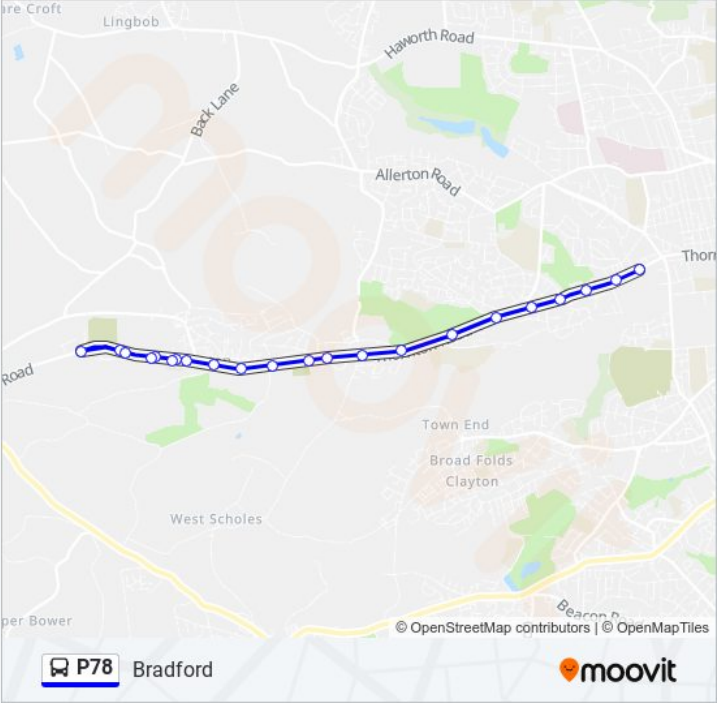 are Croft
Lingbob
Haworth Road
Back Lane
Allerton Road
Thorn
Road
Town End
Broad Folds
Clayton
West Scholes
per Bower
Beacon R
© OpenStreetMap contributors | © OpenMapTiles
P78 Bradford
moovit